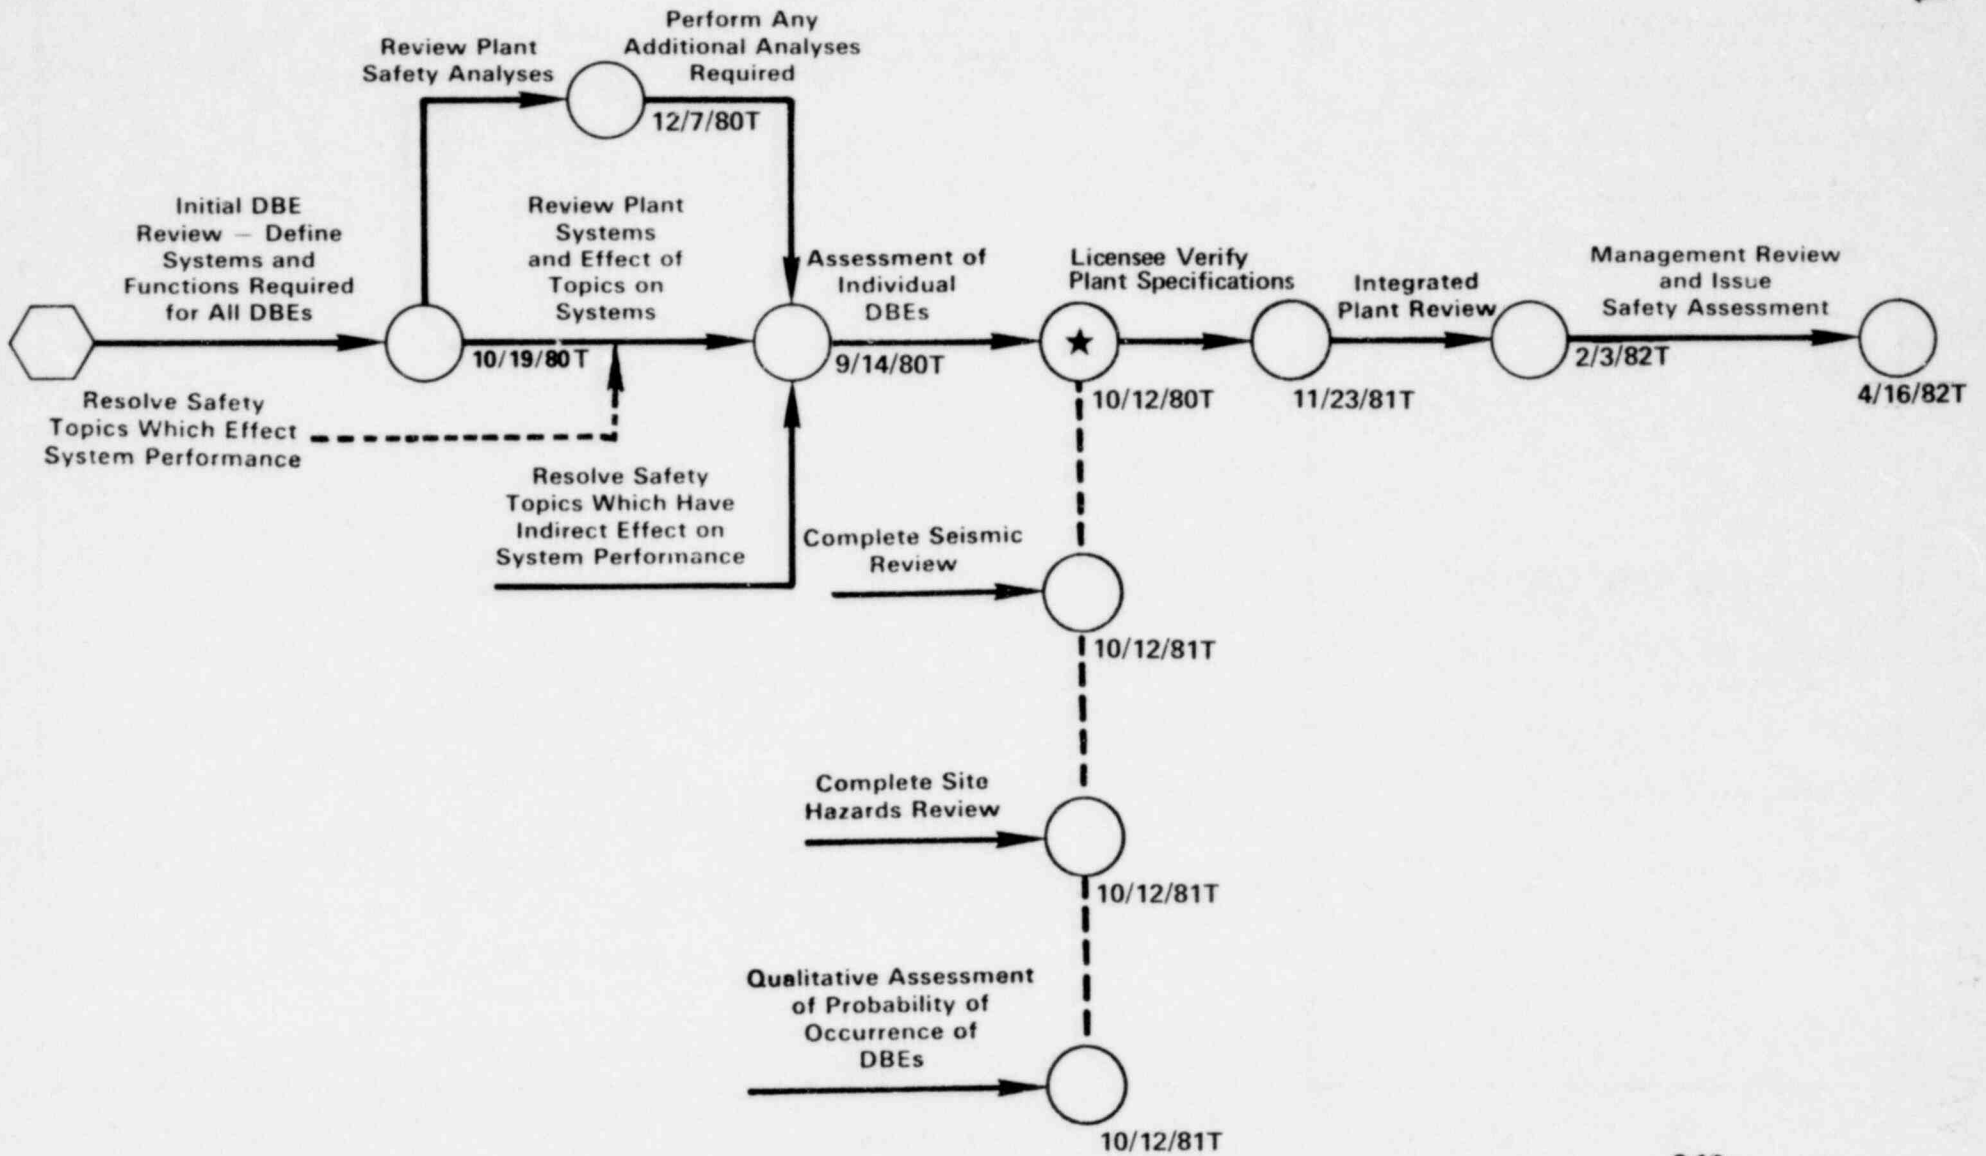 Perform Any
Additional Analyses
Required
Review Plant
Safety Analyses
12/7/80T
Initial DBE
Review — Define
Systems and
Functions Required
for All DBEs
Review Plant
Systems
and Effect of
Topics on
Systems
Assessment of
Individual
DBEs
Licensee Verify
Plant Specifications
Integrated
Plant Review
Management Review
and Issue
Safety Assessment
10/19/80T
9/14/80T
10/12/80T
11/23/81T
2/3/82T
4/16/82T
Resolve Safety
Topics Which Effect
System Performance
Resolve Safety
Topics Which Have
Indirect Effect on
System Performance
Complete Seismic
Review
10/12/81T
Complete Site
Hazards Review
10/12/81T
Qualitative Assessment
of Probability of
Occurrence of
DBEs
10/12/81T